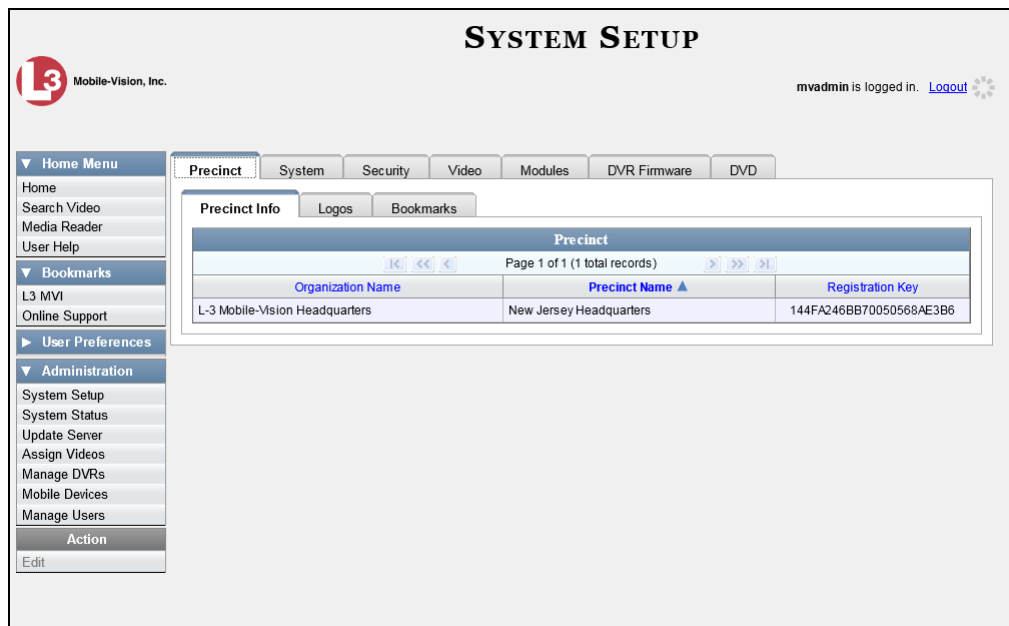 SYSTEM SETUP
L3 Mobile-Vision, Inc.
mvadmin is logged in. Logout
Home Menu
Home
Search Video
Media Reader
User Help
Bookmarks
L3 MVI
Online Support
User Preferences
Administration
System Setup
System Status
Update Server
Assign Videos
Manage DVRs
Mobile Devices
Manage Users
Action
Edit
Precinct System Security Video Modules DVR Firmware DVD
Precinct Info Logos Bookmarks
Precinct
|< << < Page 1 of 1 (1 total records) > >> >|
Organization Name Precinct Name ▲ Registration Key
L-3 Mobile-Vision Headquarters New Jersey Headquarters 144FA246BB70050568AE3B6